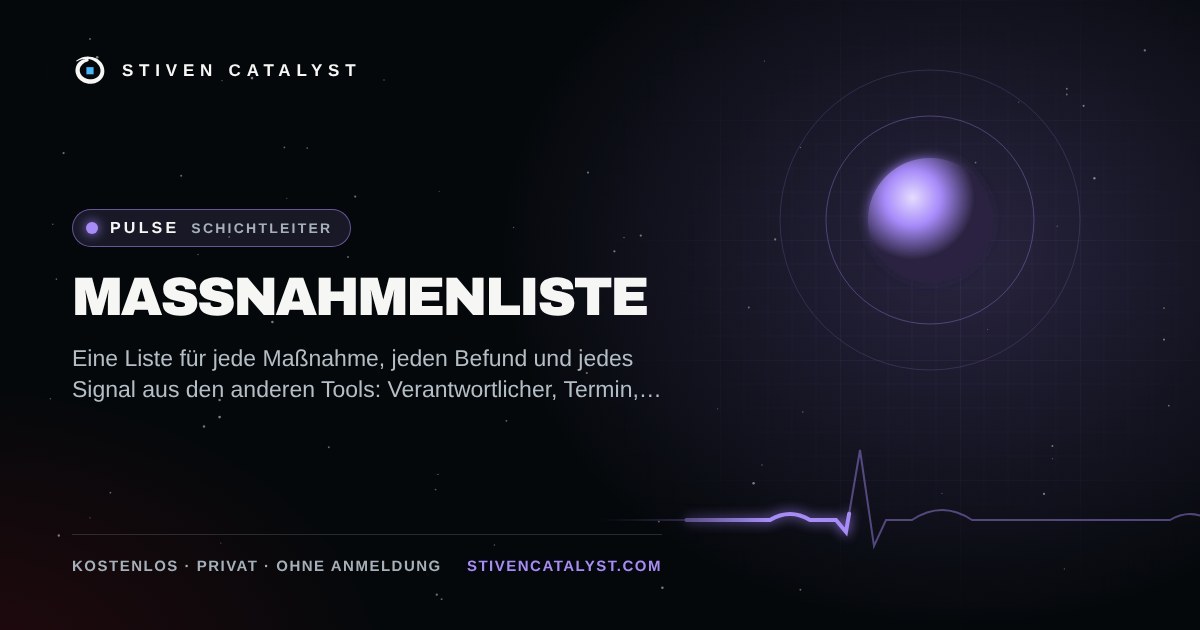 STIVEN CATALYST
PULSE SCHICHTLEITER
MASSNAHMENLISTE
Eine Liste für jede Maßnahme, jeden Befund und jedes
Signal aus den anderen Tools: Verantwortlicher, Termin,…
KOSTENLOS · PRIVAT · OHNE ANMELDUNG STIVENCATALYST.COM